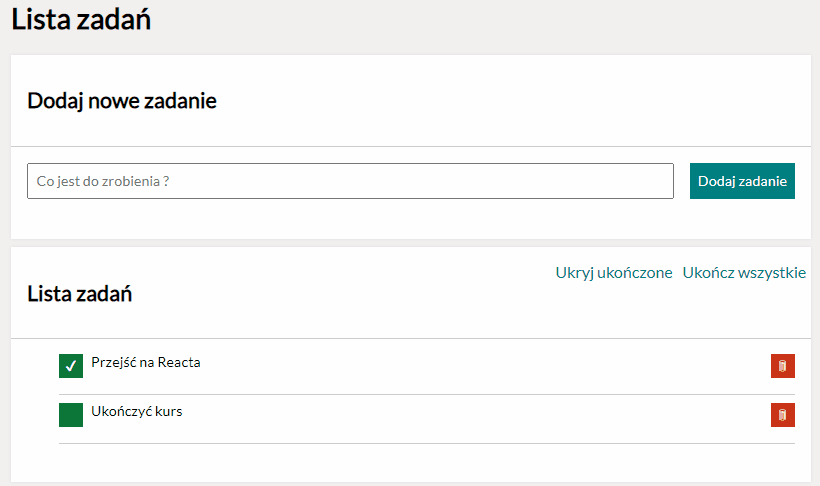 Lista zadań
Dodaj nowe zadanie
Co jest do zrobienia ?
Dodaj zadanie
Ukryj ukończone Ukończ wszystkie
Lista zadań
Przejść na Reacta
Ukończyć kurs